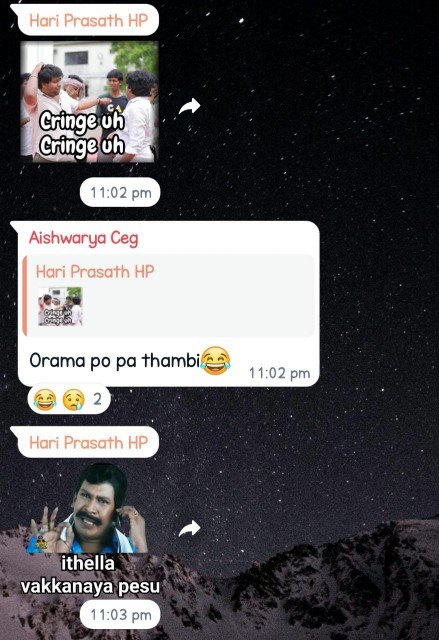 Hari Prasath HP
Cringe uh
Cringe uh
11:02 pm
Aishwarya Ceg
Hari Prasath HP
Cringe uh
Cringe uh
Orama po pa thambi😂
11:02 pm
😂 😢 2
Hari Prasath HP
ithella
vakkanaya pesu
11:03 pm